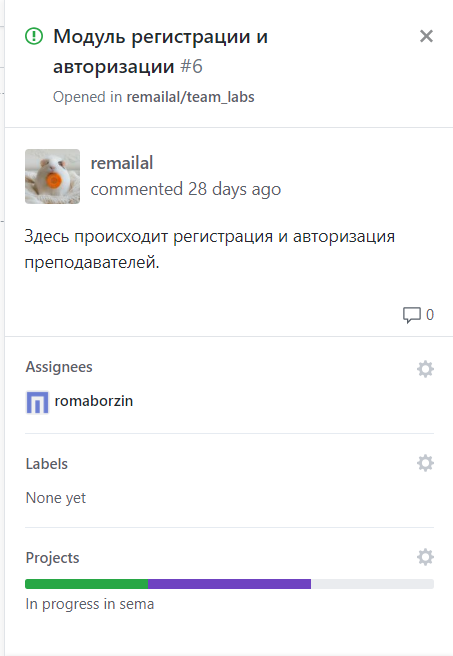 Модуль регистрации и
авторизации #6
Opened in remailal/team_labs
remailal
commented 28 days ago
Здесь происходит регистрация и авторизация
преподавателей.
0
Assignees
romaborzin
Labels
None yet
Projects
In progress in sema